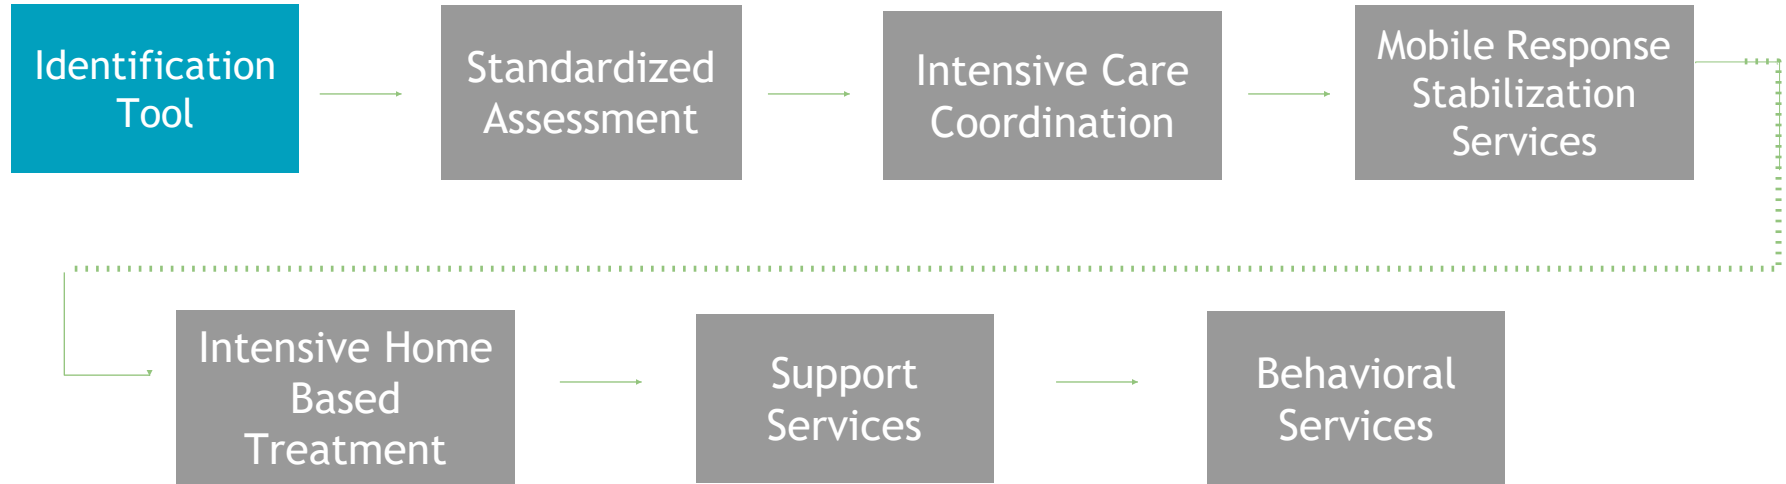 Identification
Tool
Standardized
Assessment
Intensive Care
Coordination
Mobile Response
Stabilization
Services
Intensive Home
Based
Treatment
Support
Services
Behavioral
Services